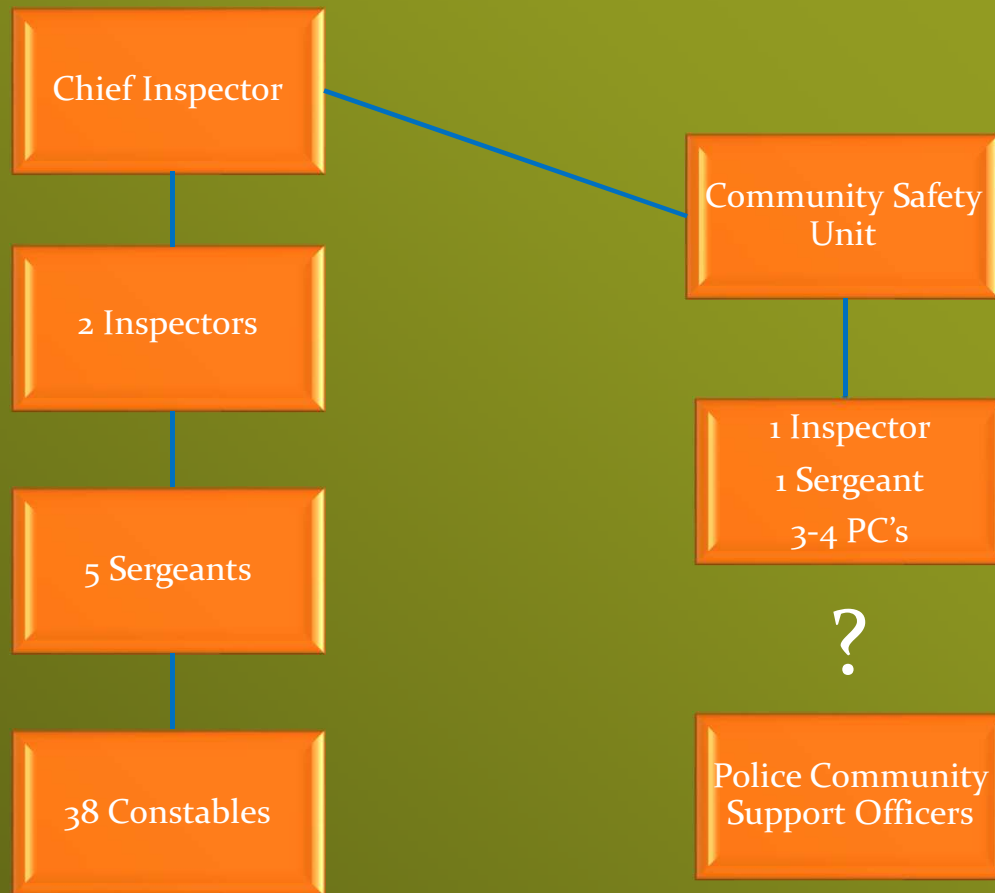 Chief Inspector
2 Inspectors
5 Sergeants
38 Constables
Community Safety
Unit
1 Inspector
1 Sergeant
3-4 PC’s
?
Police Community
Support Officers